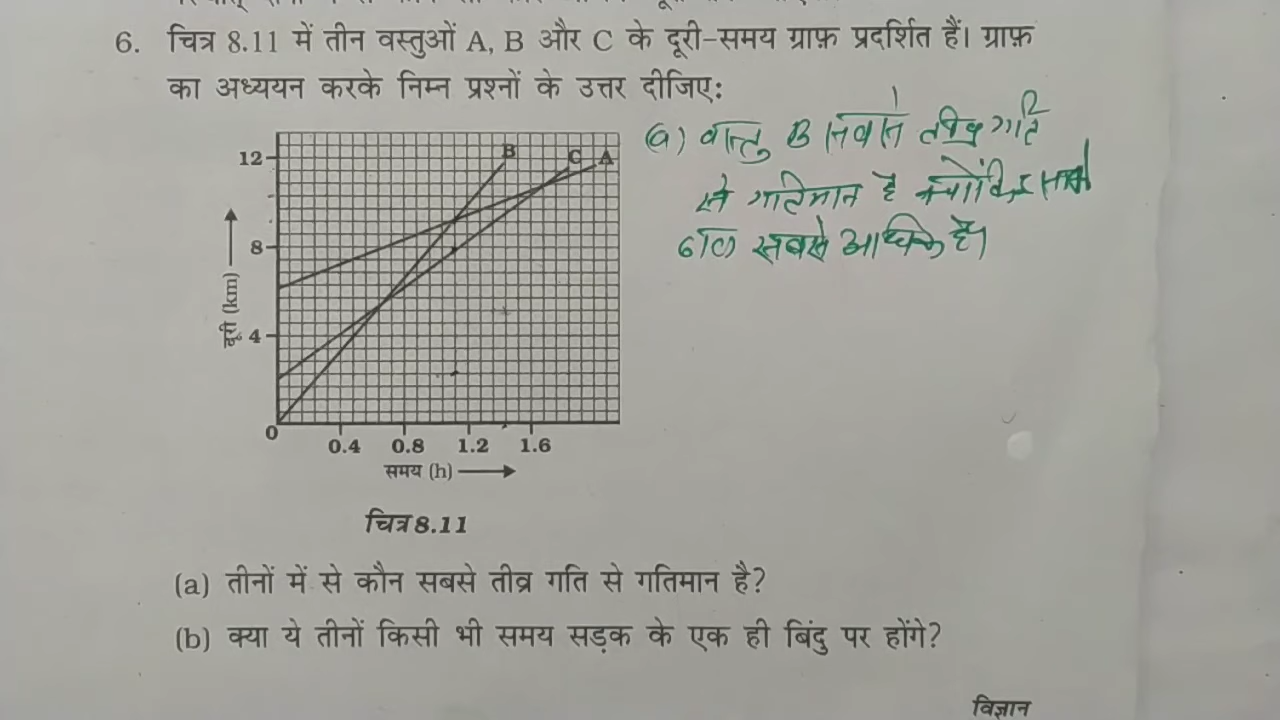 6. चित्र 8.11 में तीन वस्तुओं A, B और C के दूरी-समय ग्राफ़ प्रदर्शित हैं। ग्राफ़
का अध्ययन करके निम्न प्रश्नों के उत्तर दीजिए:
(a) वस्तु B सबसे तीव्र गति
से गतिमान है क्योंकि
ढाल सबसे अधिक है।
B C A
12
8
4
0
0.4 0.8 1.2 1.6
दूरी (km)
समय (h)
चित्र 8.11
(a) तीनों में से कौन सबसे तीव्र गति से गतिमान है?
(b) क्या ये तीनों किसी भी समय सड़क के एक ही बिंदु पर होंगे?
विज्ञान